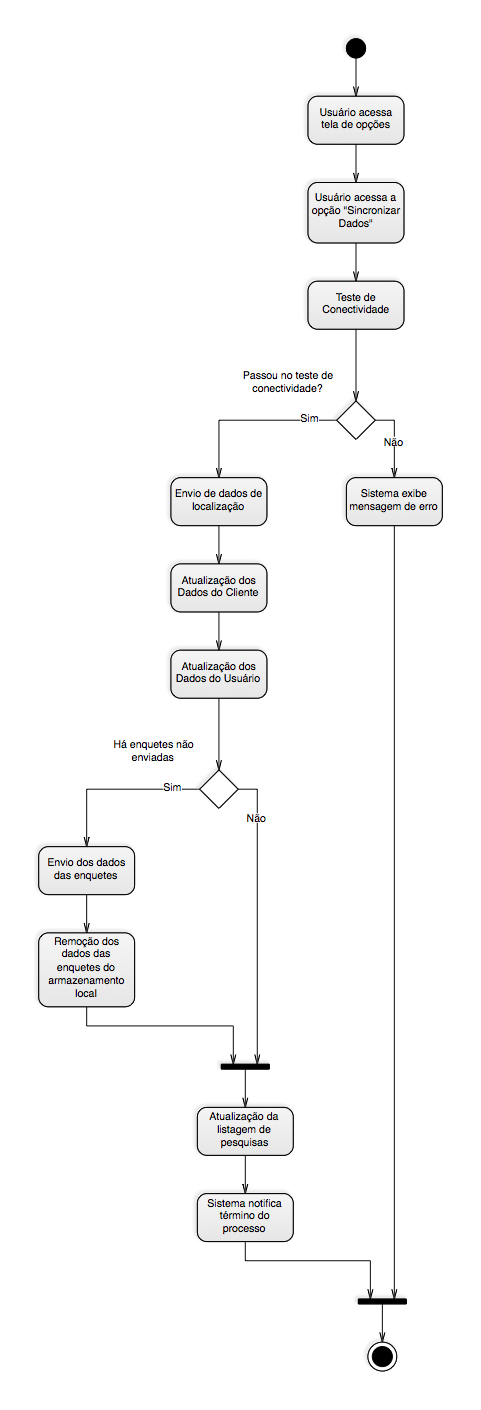 Usuário acessa
tela de opções
Usuário acessa a
opção "Sincronizar
Dados"
Teste de
Conectividade
Passou no teste de
conectividade?
Sim
Não
Envio de dados de
localização
Sistema exibe
mensagem de erro
Atualização dos
Dados do Cliente
Atualização dos
Dados do Usuário
Há enquetes não
enviadas
Sim
Não
Envio dos dados
das enquetes
Remoção dos
dados das
enquetes do
armazenamento
local
Atualização da
listagem de
pesquisas
Sistema notifica
término do
processo